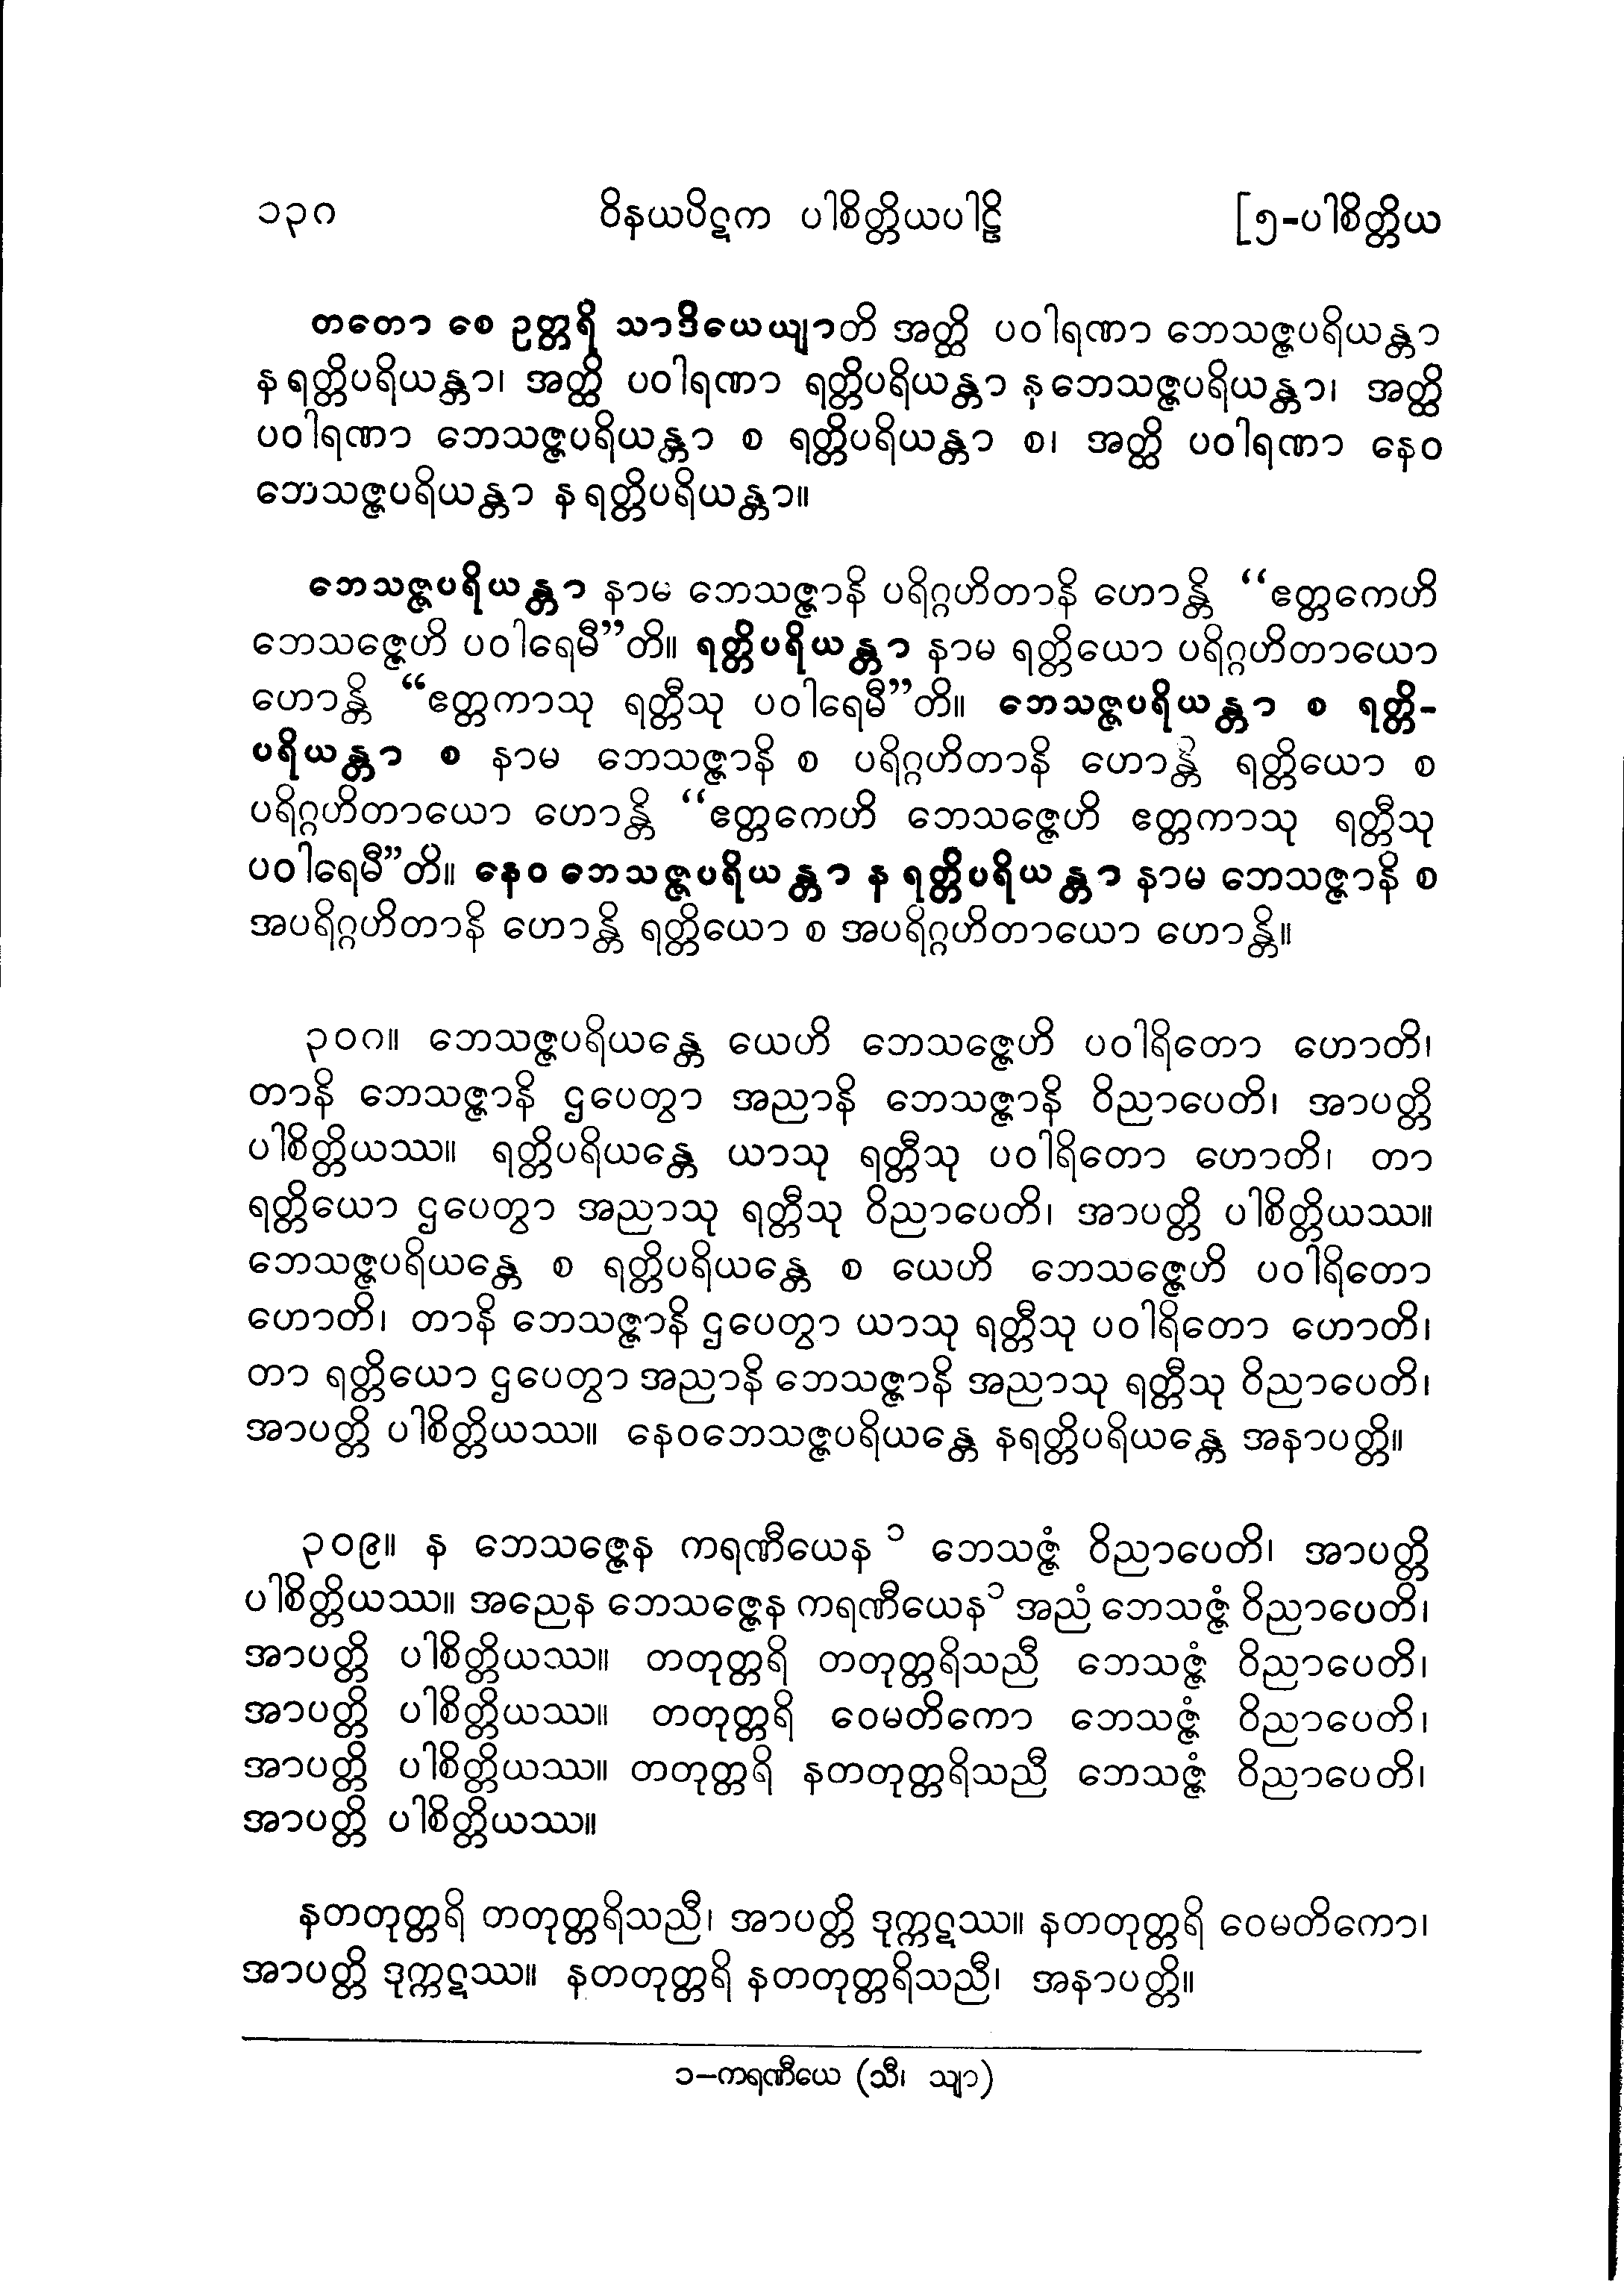 ၁၃၈ ဝိနယပိဋက ပါစိတ္တိယပါဠိ [၅-ပါစိတ္တိယ
တတော စေ ဥတ္တရိ သာဒိယေယျာတိ အတ္ထိ ပဝါရဏာ ဘေသဇ္ဇပရိယန္တာ
န ရတ္တိပရိယန္တာ၊ အတ္ထိ ပဝါရဏာ ရတ္တိပရိယန္တာ န ဘေသဇ္ဇပရိယန္တာ၊ အတ္ထိ
ပဝါရဏာ ဘေသဇ္ဇပရိယန္တာ စ ရတ္တိပရိယန္တာ စ၊ အတ္ထိ ပဝါရဏာ နေဝ
ဘေသဇ္ဇပရိယန္တာ န ရတ္တိပရိယန္တာ။
ဘေသဇ္ဇပရိယန္တာ နာမ ဘေသဇ္ဇာနိ ပရိဂ္ဂဟိတာနိ ဟောန္တိ “ဧတ္တကေဟိ
ဘေသဇ္ဇေဟိ ပဝါရေမီ”တိ။ ရတ္တိပရိယန္တာ နာမ ရတ္တိယော ပရိဂ္ဂဟိတာယော
ဟောန္တိ “ဧတ္တကာသု ရတ္တီသု ပဝါရေမီ”တိ။ ဘေသဇ္ဇပရိယန္တာ စ ရတ္တိ-
ပရိယန္တာ စ နာမ ဘေသဇ္ဇာနိ စ ပရိဂ္ဂဟိတာနိ ဟောန္တိ ရတ္တိယော စ
ပရိဂ္ဂဟိတာယော ဟောန္တိ “ဧတ္တကေဟိ ဘေသဇ္ဇေဟိ ဧတ္တကာသု ရတ္တီသု
ပဝါရေမီ”တိ။ နေဝ ဘေသဇ္ဇပရိယန္တာ န ရတ္တိပရိယန္တာ နာမ ဘေသဇ္ဇာနိ စ
အပရိဂ္ဂဟိတာနိ ဟောန္တိ ရတ္တိယော စ အပရိဂ္ဂဟိတာယော ဟောန္တိ။
၃၀၈။ ဘေသဇ္ဇပရိယန္တေ ယေဟိ ဘေသဇ္ဇေဟိ ပဝါရိတော ဟောတိ၊
တာနိ ဘေသဇ္ဇာနိ ဌပေတွာ အညာနိ ဘေသဇ္ဇာနိ ဝိညာပေတိ၊ အာပတ္တိ
ပါစိတ္တိယဿ။ ရတ္တိပရိယန္တေ ယာသု ရတ္တီသု ပဝါရိတော ဟောတိ၊ တာ
ရတ္တိယော ဌပေတွာ အညာသု ရတ္တီသု ဝိညာပေတိ၊ အာပတ္တိ ပါစိတ္တိယဿ။
ဘေသဇ္ဇပရိယန္တေ စ ရတ္တိပရိယန္တေ စ ယေဟိ ဘေသဇ္ဇေဟိ ပဝါရိတော
ဟောတိ၊ တာနိ ဘေသဇ္ဇာနိ ဌပေတွာ ယာသု ရတ္တီသု ပဝါရိတော ဟောတိ၊
တာ ရတ္တိယော ဌပေတွာ အညာနိ ဘေသဇ္ဇာနိ အညာသု ရတ္တီသု ဝိညာပေတိ၊
အာပတ္တိ ပါစိတ္တိယဿ။ နေဝဘေသဇ္ဇပရိယန္တေ နရတ္တိပရိယန္တေ အနာပတ္တိ။
၃၀၉။ န ဘေသဇ္ဇေန ကရဏီယေန ၁ ဘေသဇ္ဇံ ဝိညာပေတိ၊ အာပတ္တိ
ပါစိတ္တိယဿ။ အညေန ဘေသဇ္ဇေန ကရဏီယေန၁ အညံ ဘေသဇ္ဇံ ဝိညာပေတိ၊
အာပတ္တိ ပါစိတ္တိယဿ။ တတုတ္တရိ တတုတ္တရိသညီ ဘေသဇ္ဇံ ဝိညာပေတိ၊
အာပတ္တိ ပါစိတ္တိယဿ။ တတုတ္တရိ ဝေမတိကော ဘေသဇ္ဇံ ဝိညာပေတိ၊
အာပတ္တိ ပါစိတ္တိယဿ။ တတုတ္တရိ နတတုတ္တရိသညီ ဘေသဇ္ဇံ ဝိညာပေတိ၊
အာပတ္တိ ပါစိတ္တိယဿ။
နတတုတ္တရိ တတုတ္တရိသညီ၊ အာပတ္တိ ဒုက္ကဋဿ။ နတတုတ္တရိ ဝေမတိကော၊
အာပတ္တိ ဒုက္ကဋဿ။ နတတုတ္တရိ နတတုတ္တရိသညီ၊ အနာပတ္တိ။
၁–ကရဏီယေ (သီ၊ သျာ)